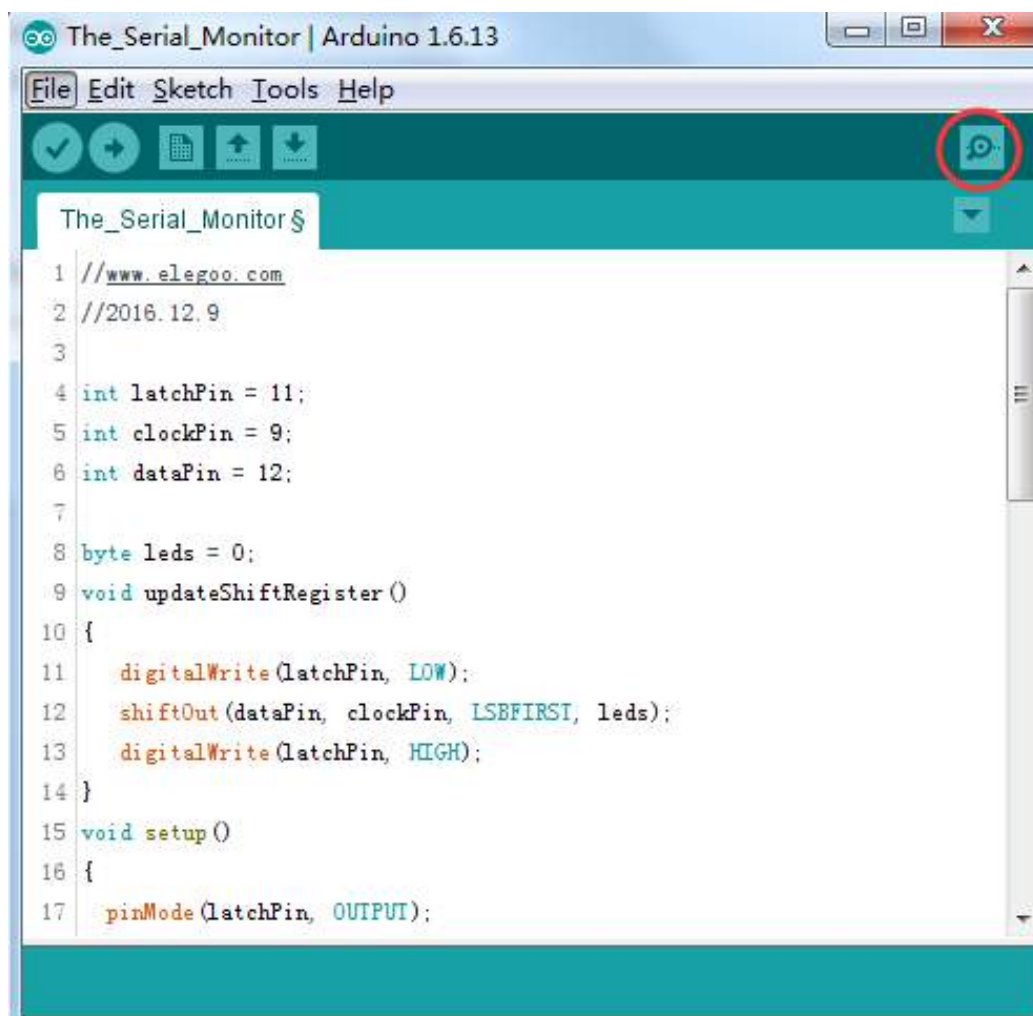 The_Serial_Monitor | Arduino 1.6.13
File Edit Sketch Tools Help
The_Serial_Monitor §
1 //www.elegoo.com
2 //2016.12.9
3
4 int latchPin = 11;
5 int clockPin = 9;
6 int dataPin = 12;
7
8 byte leds = 0;
9 void updateShiftRegister()
10 {
11 digitalWrite(latchPin, LOW);
12 shiftOut(dataPin, clockPin, LSBFIRST, leds);
13 digitalWrite(latchPin, HIGH);
14 }
15 void setup()
16 {
17 pinMode(latchPin, OUTPUT);